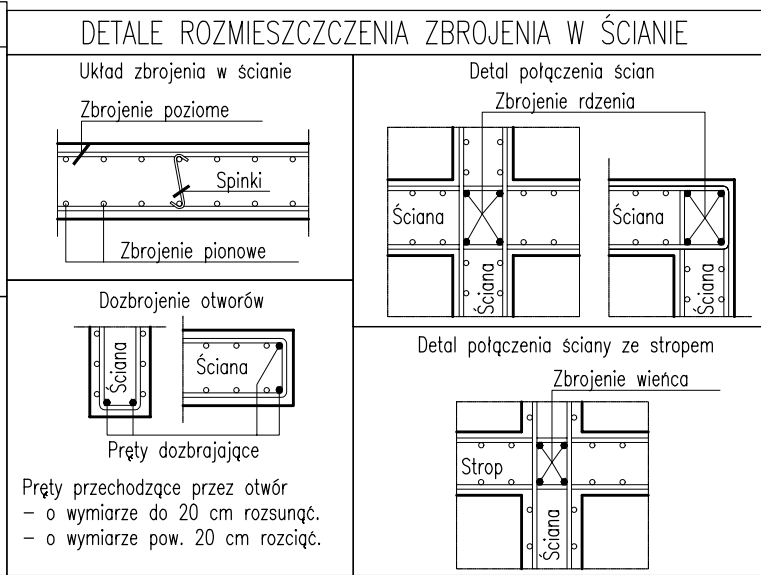 DETALE ROZMIESZCZCZENIA ZBROJENIA W ŚCIANIE
Układ zbrojenia w ścianie
Zbrojenie poziome
Spinki
Zbrojenie pionowe
Detal połączenia ścian
Zbrojenie rdzenia
Ściana
Ściana
Ściana
Ściana
Dozbrojenie otworów
Ściana
Ściana
Pręty dozbrajające
Pręty przechodzące przez otwór
– o wymiarze do 20 cm rozsunąć.
– o wymiarze pow. 20 cm rozciąć.
Detal połączenia ściany ze stropem
Zbrojenie wieńca
Strop
Ściana